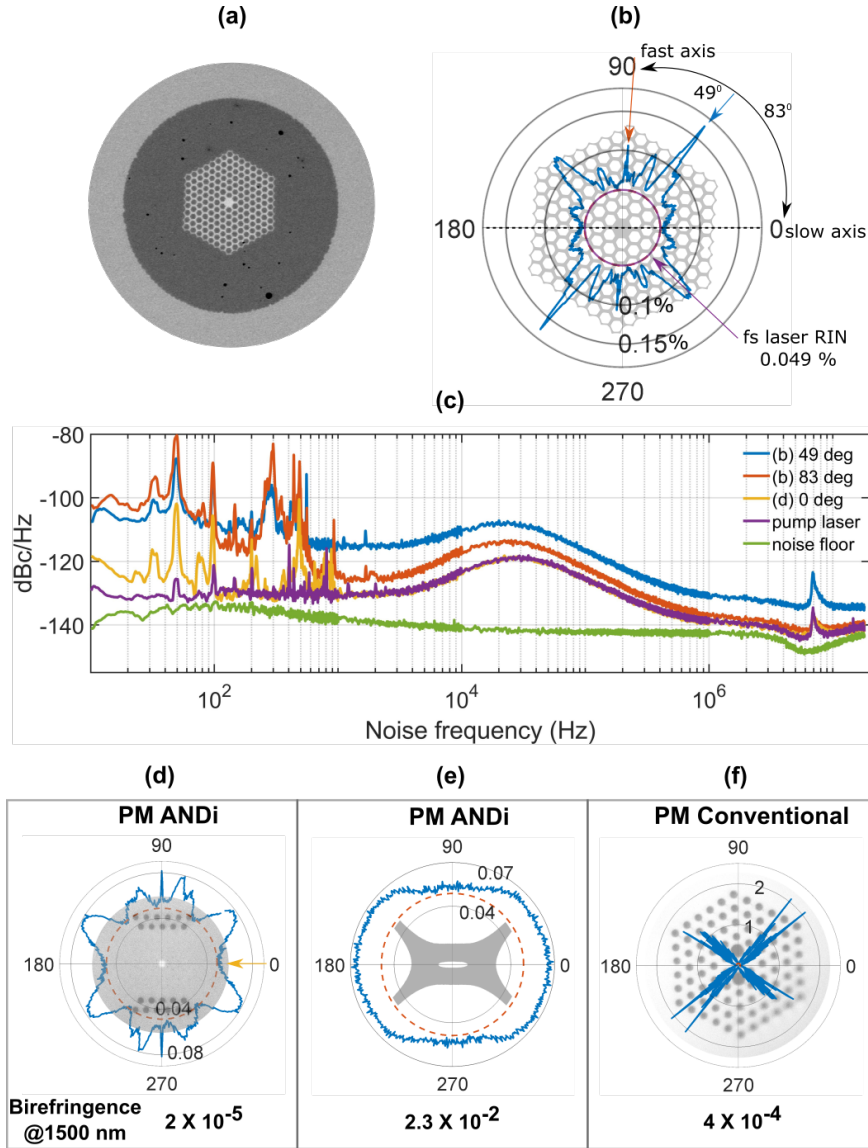 (a)
(b)
fast axis
90
49⁰
83⁰
180
0
slow axis
0.1%
0.15%
fs laser RIN
0.049 %
270
(c)
-80
-100
-120
-140
dBc/Hz
(b) 49 deg
(b) 83 deg
(d) 0 deg
pump laser
noise floor
10²
10⁴
10⁶
Noise frequency (Hz)
(d)
(e)
(f)
PM ANDi
PM ANDi
PM Conventional
90
180
0
0.04
0.08
270
90
0.07
0.04
180
0
270
90
2
1
180
0
270
Birefringence
@1500 nm
2 X 10⁻⁵
2.3 X 10⁻²
4 X 10⁻⁴